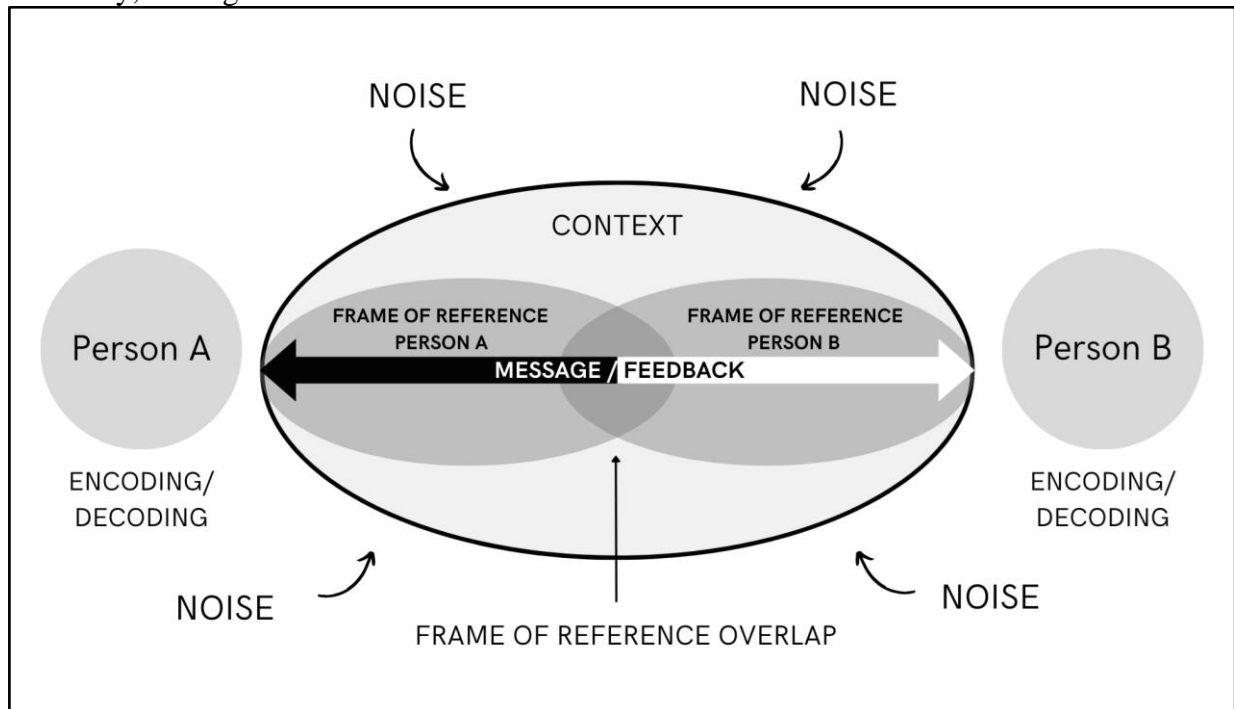 NOISE
NOISE
CONTEXT
FRAME OF REFERENCE
PERSON A
FRAME OF REFERENCE
PERSON B
Person A
MESSAGE / FEEDBACK
Person B
ENCODING/
DECODING
ENCODING/
DECODING
NOISE
NOISE
FRAME OF REFERENCE OVERLAP